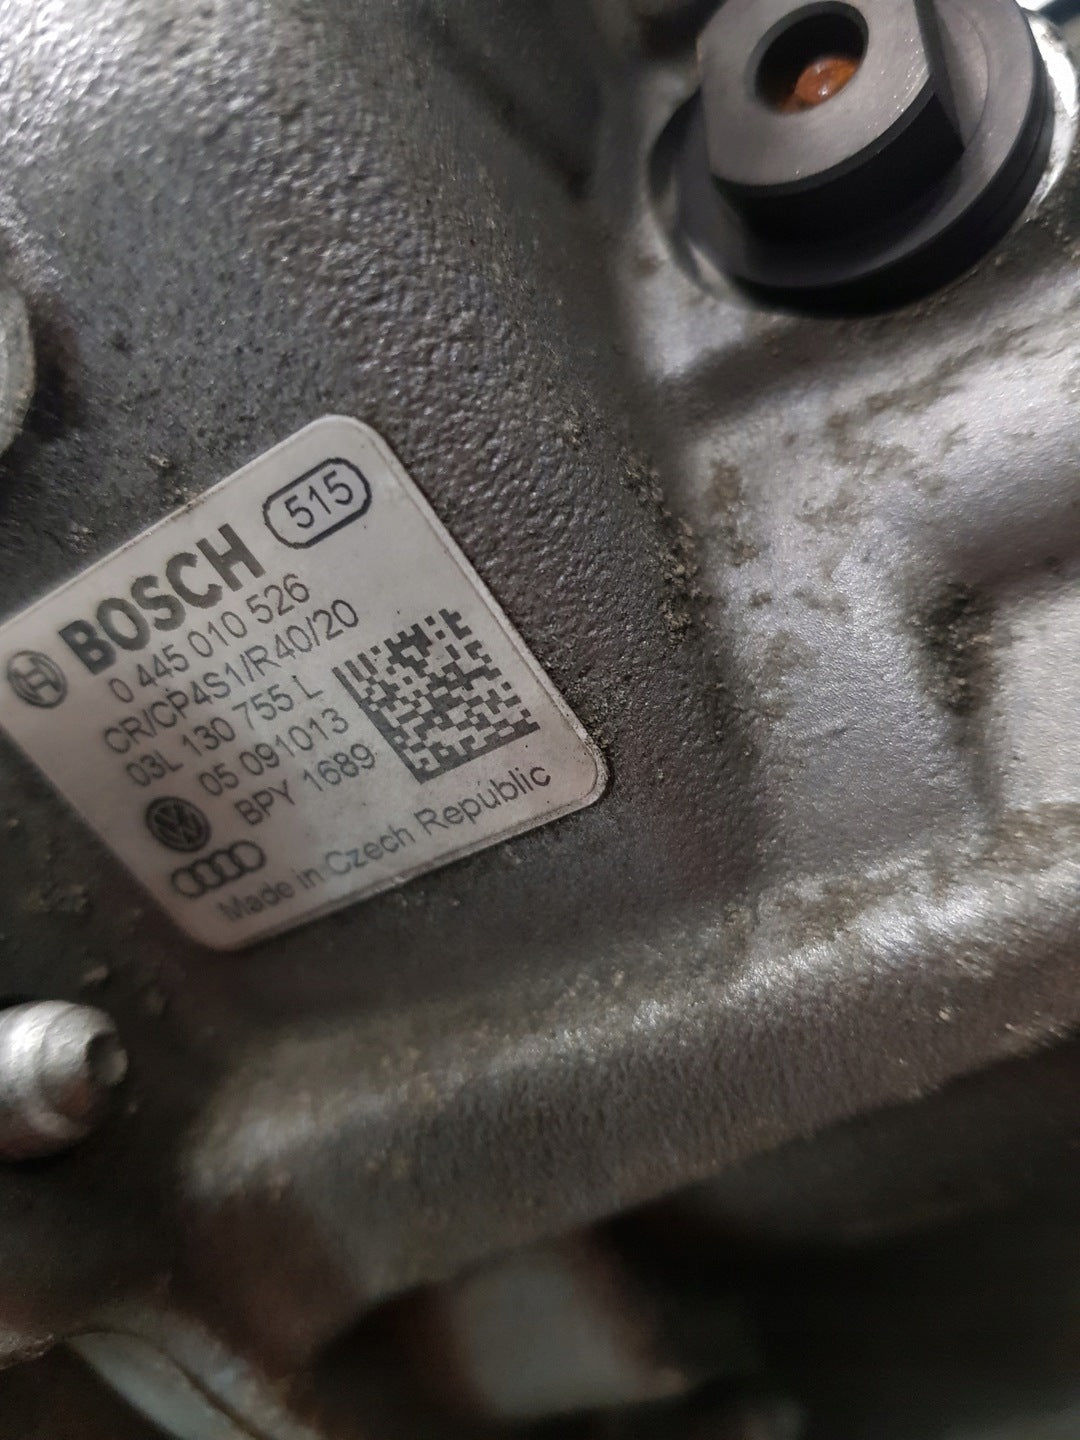 BOSCH 515
0 445 010 526
CR/CP4S1/R40/20
03L 130 755 L
05 091013
BPY 1689
Made in Czech Republic